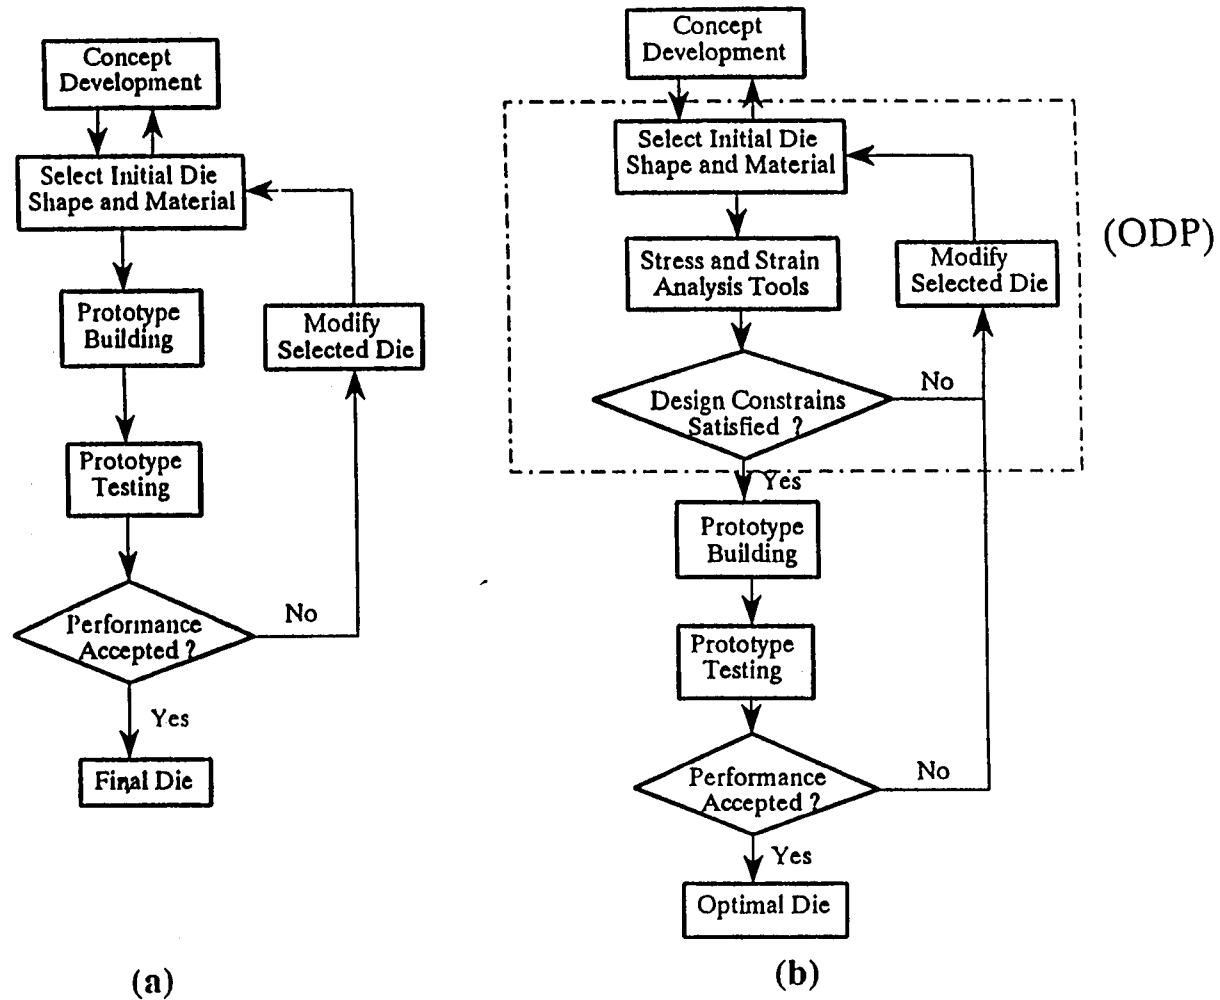 Concept
Development
Select Initial Die
Shape and Material
Prototype
Building
Modify
Selected Die
Prototype
Testing
Performance
Accepted ?
No
Yes
Final Die
(a)
Concept
Development
Select Initial Die
Shape and Material
(ODP)
Stress and Strain
Analysis Tools
Modify
Selected Die
No
Design Constrains
Satisfied ?
Yes
Prototype
Building
Prototype
Testing
Performance
Accepted ?
No
Yes
Optimal Die
(b)